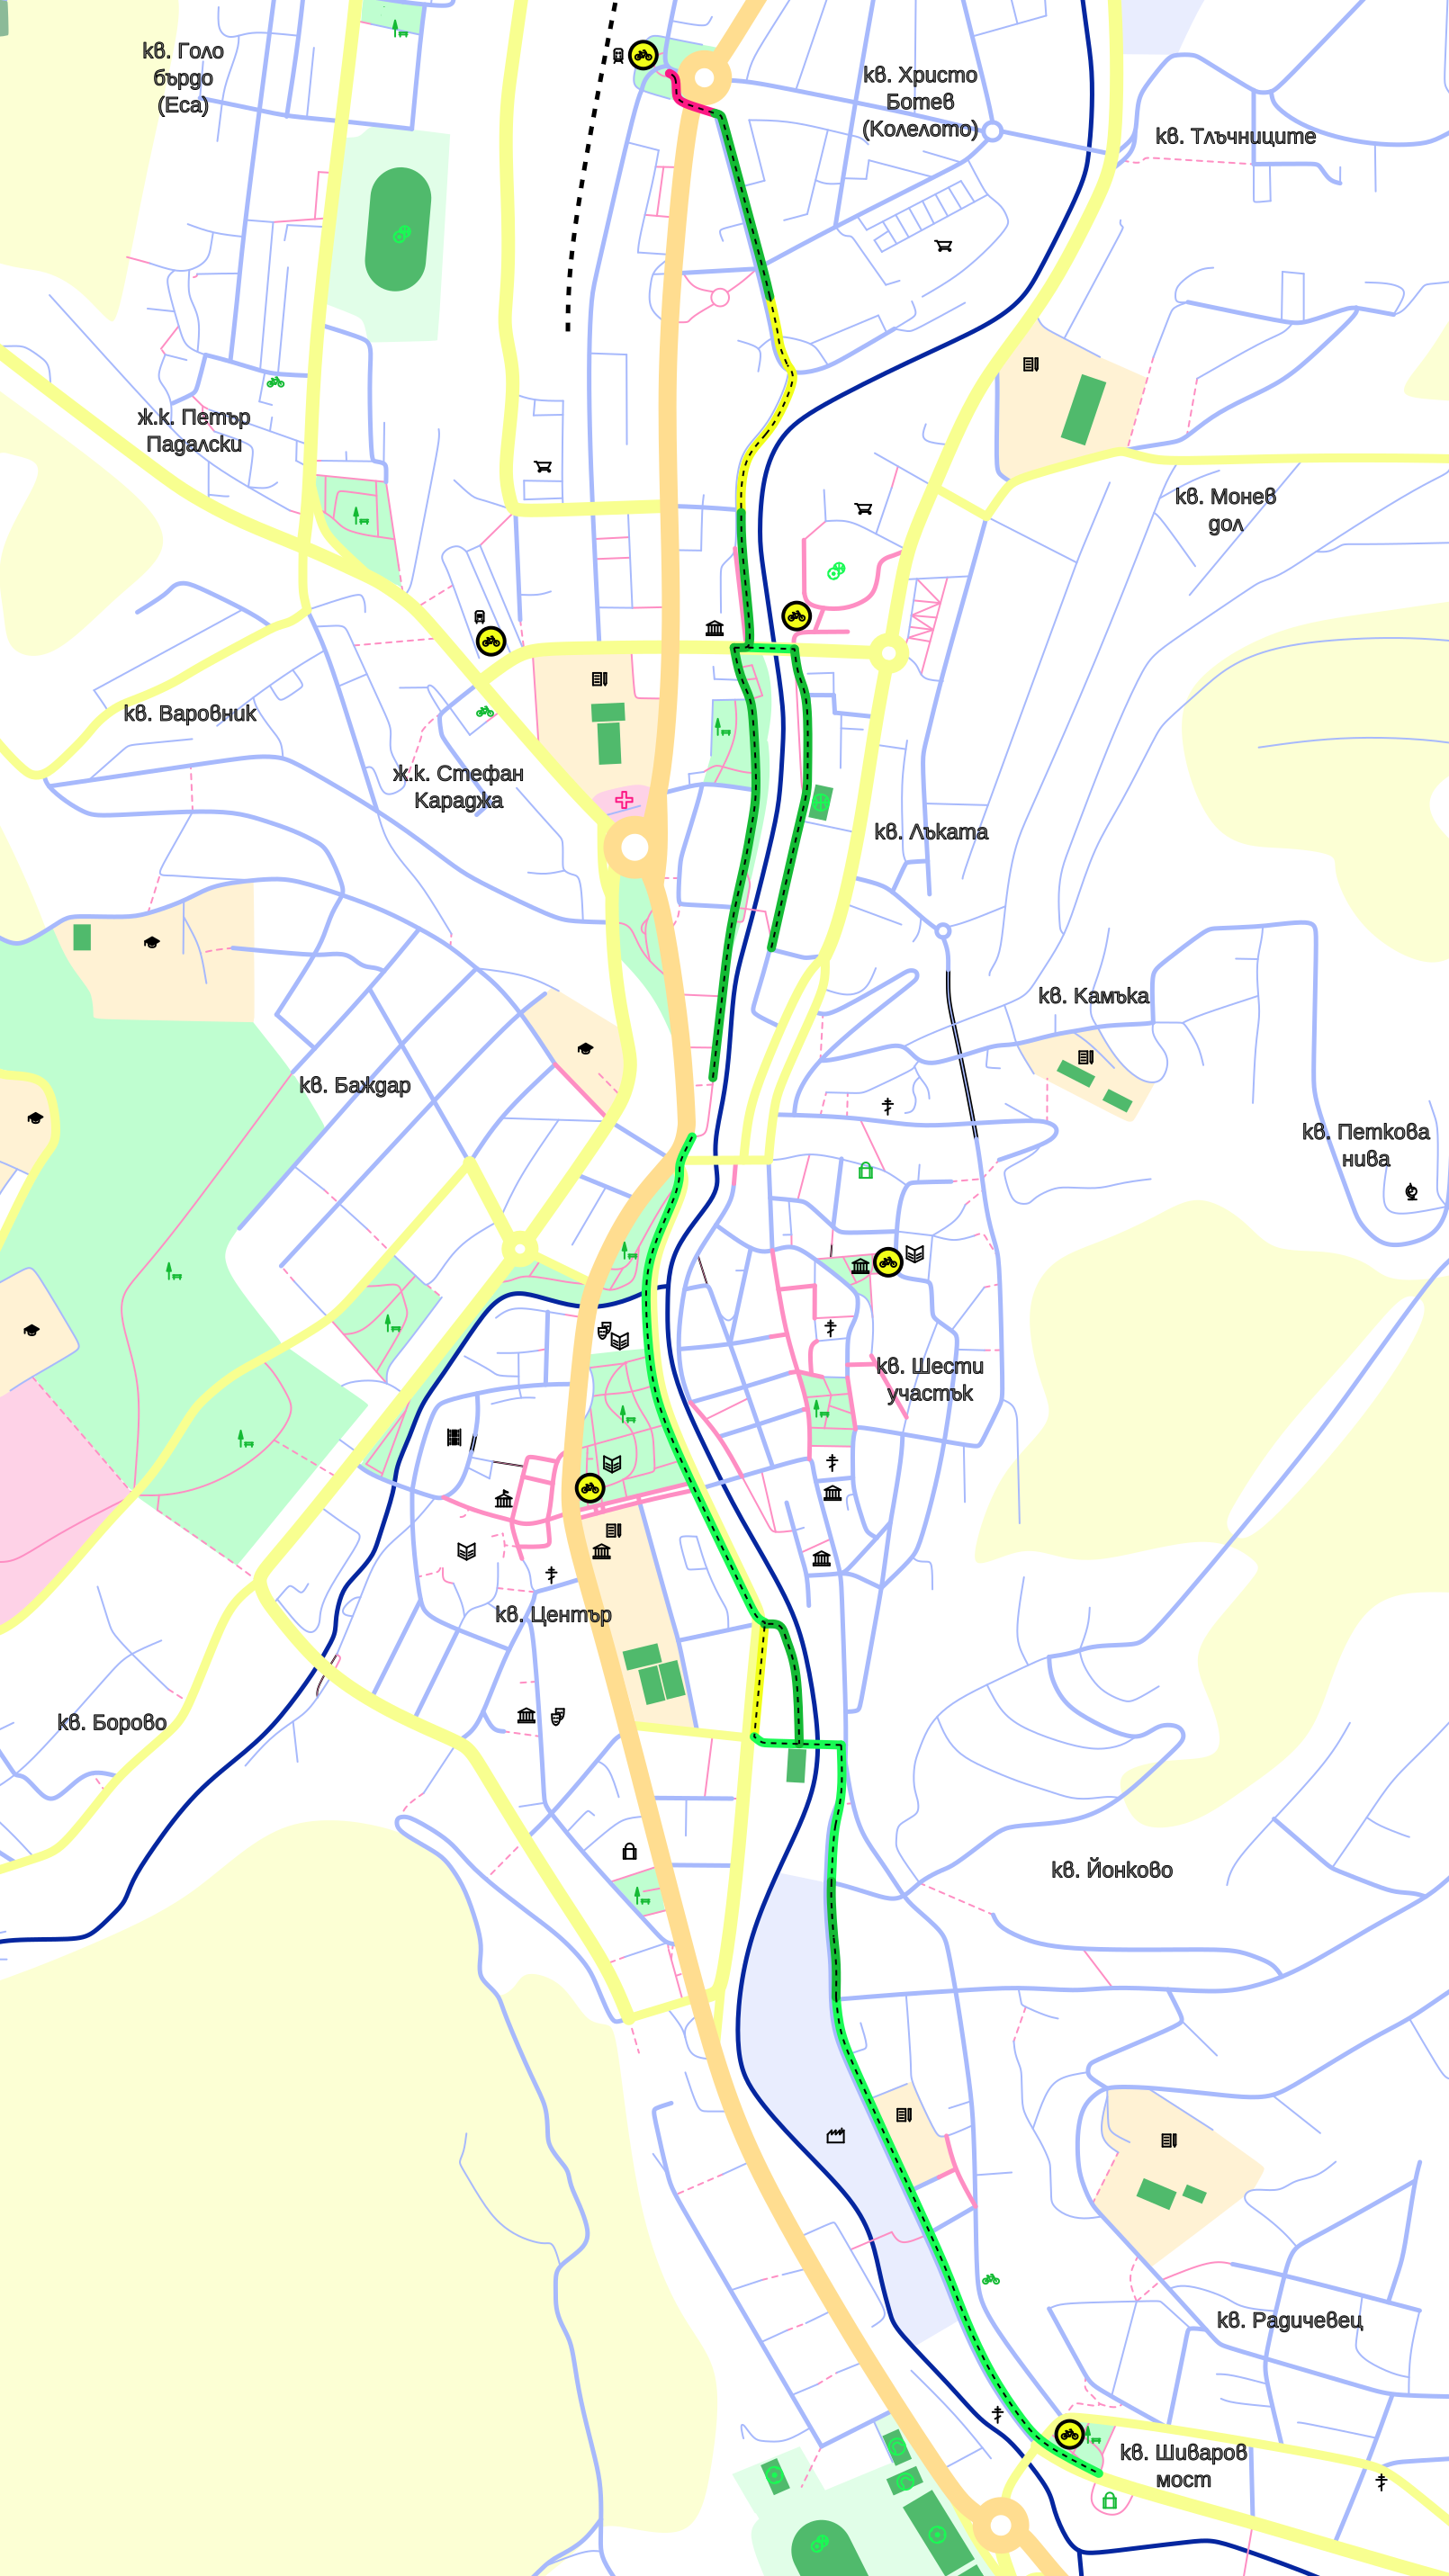 кв. Голо
бърдо
(Еса)
кв. Христо
Ботев
(Колелото)
кв. Тлъчниците
ж.к. Петър
Падалски
кв. Монев
дол
кв. Варовник
ж.к. Стефан
Караджа
кв. Лъката
кв. Камъка
кв. Баждар
кв. Петкова
нива
кв. Шести
участък
кв. Център
кв. Борово
кв. Йонково
кв. Радичевец
кв. Шиваров
мост